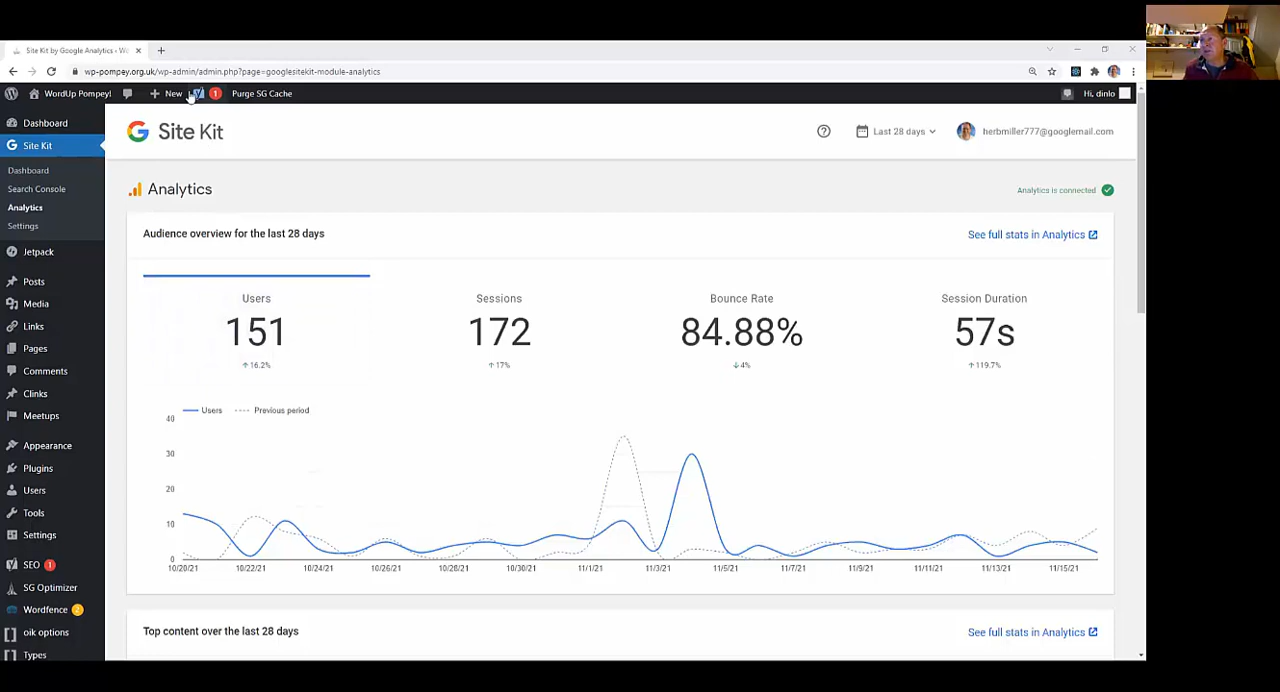 Site Kit by Google Analytics ‹ Wo
wp-pompey.org.uk/wp-admin/admin.php?page=googlesitekit-module-analytics
WordUp Pompey! New 1 Purge SG Cache Hi, dinlo
Dashboard
Site Kit
Dashboard
Search Console
Analytics
Settings
Jetpack
Posts
Media
Links
Pages
Comments
Clinks
Meetups
Appearance
Plugins
Users
Tools
Settings
SEO 1
SG Optimizer
Wordfence 2
oik options
Types
Site Kit
Last 28 days
herbmiller777@googlemail.com
Analytics
Analytics is connected
Audience overview for the last 28 days
See full stats in Analytics
Users Sessions Bounce Rate Session Duration
151 172 84.88% 57s
↑16.2% ↑17% ↓4% ↑119.7%
Users Previous period
40
30
20
10
0
10/20/21 10/22/21 10/24/21 10/26/21 10/28/21 10/30/21 11/1/21 11/3/21 11/5/21 11/7/21 11/9/21 11/11/21 11/13/21 11/15/21
Top content over the last 28 days
See full stats in Analytics